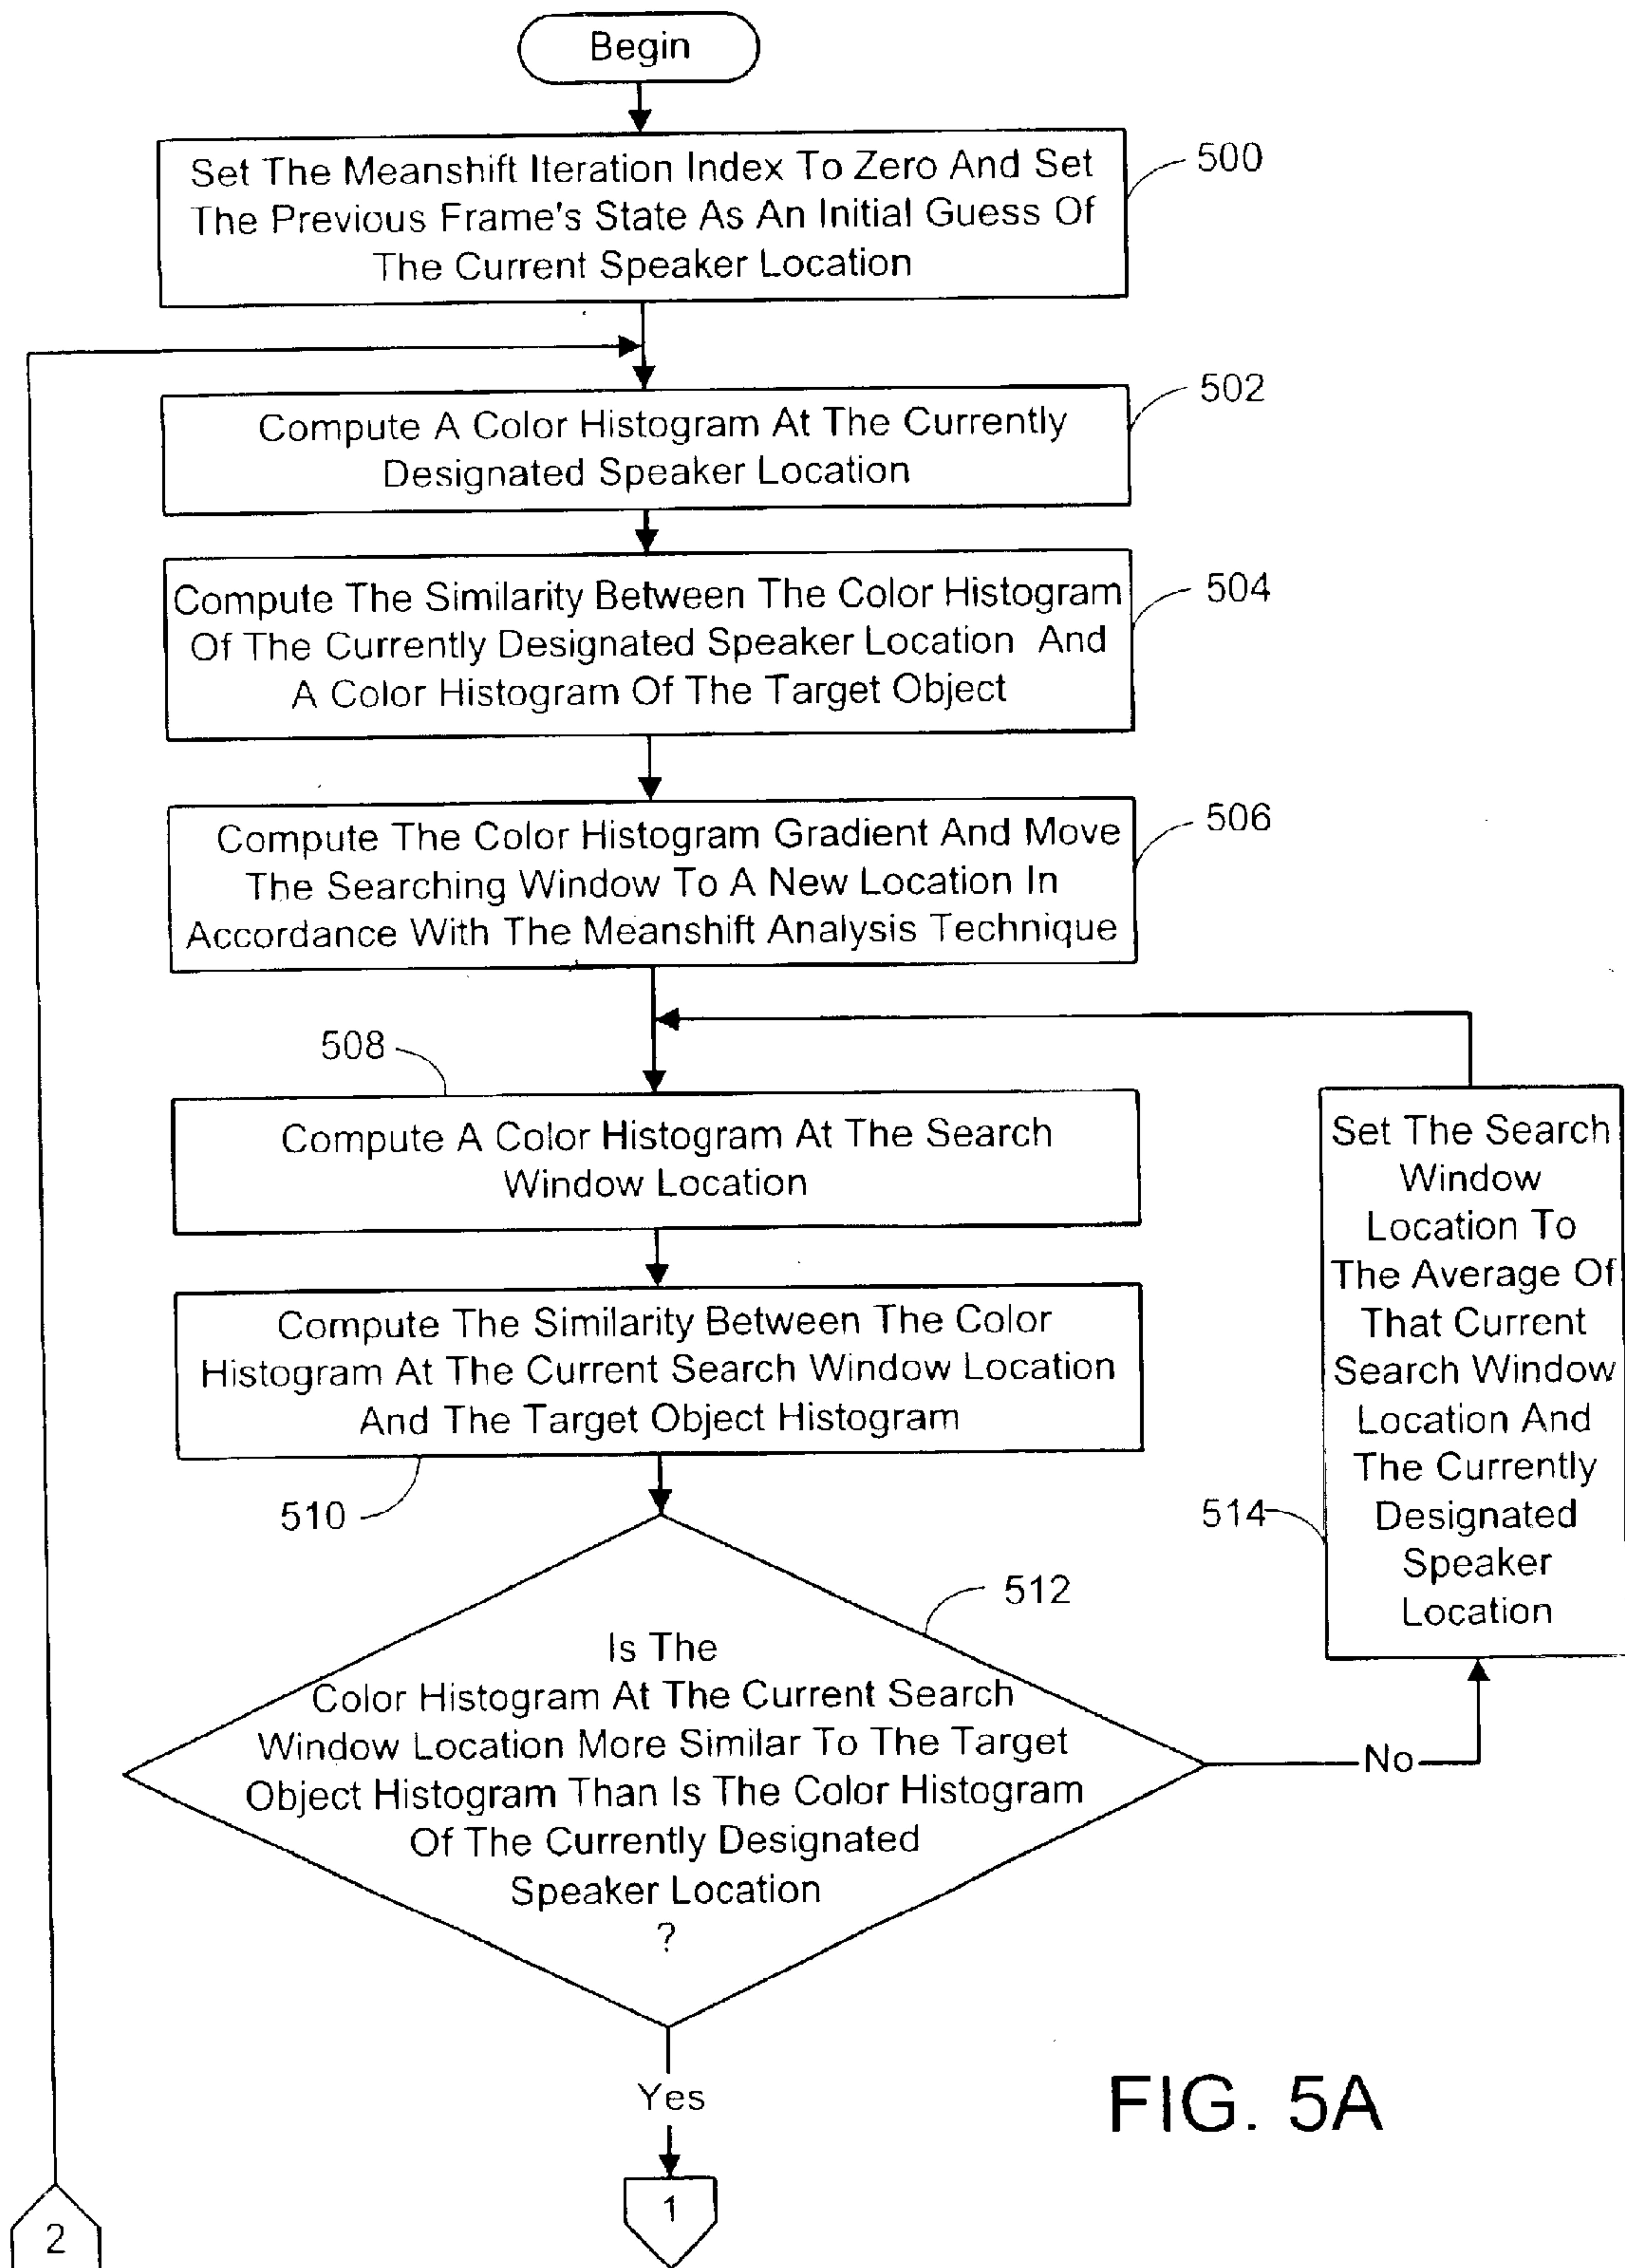 Begin
Set The Meanshift Iteration Index To Zero And Set
The Previous Frame's State As An Initial Guess Of
The Current Speaker Location
500
Compute A Color Histogram At The Currently
Designated Speaker Location
502
Compute The Similarity Between The Color Histogram
Of The Currently Designated Speaker Location And
A Color Histogram Of The Target Object
504
Compute The Color Histogram Gradient And Move
The Searching Window To A New Location In
Accordance With The Meanshift Analysis Technique
506
508
Compute A Color Histogram At The Search
Window Location
Compute The Similarity Between The Color
Histogram At The Current Search Window Location
And The Target Object Histogram
510
Set The Search
Window
Location To
The Average Of
That Current
Search Window
Location And
The Currently
Designated
Speaker
Location
514
512
Is The
Color Histogram At The Current Search
Window Location More Similar To The Target
Object Histogram Than Is The Color Histogram
Of The Currently Designated
Speaker Location
?
No
Yes
1
2
FIG. 5A